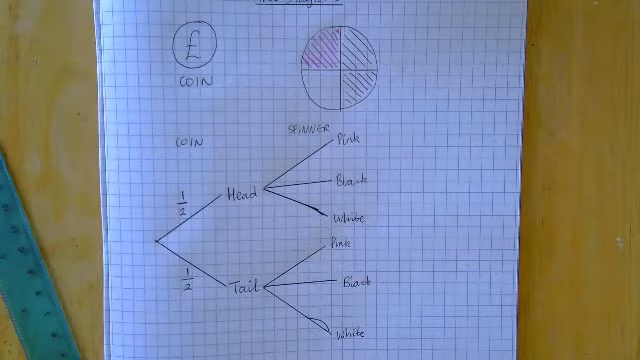 £
COIN
COIN
SPINNER
Pink
1/2
Head
Black
White
Pink
1/2
Tail
Black
White